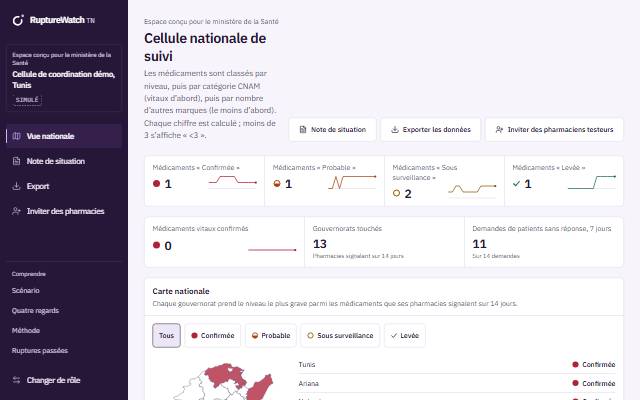 RuptureWatch TN
Espace conçu pour le ministère de la
Santé
Cellule de coordination démo,
Tunis
SIMULÉ
Vue nationale
Note de situation
Export
Inviter des pharmacies
Comprendre
Scénario
Quatre regards
Méthode
Ruptures passées
Changer de rôle
Espace conçu pour le ministère de la Santé
Cellule nationale de
suivi
Les médicaments sont classés par
niveau, puis par catégorie CNAM
(vitaux d'abord), puis par nombre
d'autres marques (le moins d'abord).
Chaque chiffre est calculé ; moins de
3 s'affiche « <3 ».
Note de situation
Exporter les données
Inviter des pharmaciens testeurs
Médicaments « Confirmée »
1
Médicaments « Probable »
1
Médicaments « Sous
surveillance »
2
Médicaments « Levée »
1
Médicaments vitaux confirmés
0
Gouvernorats touchés
13
Pharmacies signalant sur 14 jours
Demandes de patients sans réponse, 7 jours
11
Sur 14 demandes
Carte nationale
Chaque gouvernorat prend le niveau le plus grave parmi les médicaments que ses pharmacies signalent sur 14 jours.
Tous
Confirmée
Probable
Sous surveillance
Levée
Tunis
Confirmée
Ariana
Confirmée